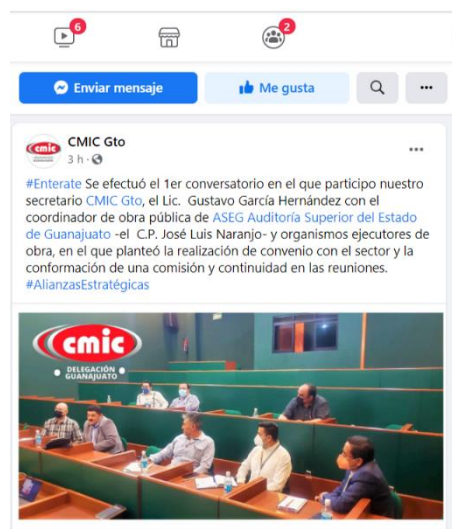 6
2
Enviar mensaje
Me gusta
CMIC Gto
3 h ·
#Enterate Se efectuó el 1er conversatorio en el que participo nuestro
secretario CMIC Gto, el Lic. Gustavo García Hernández con el
coordinador de obra pública de ASEG Auditoría Superior del Estado
de Guanajuato -el C.P. José Luis Naranjo- y organismos ejecutores de
obra, en el que planteó la realización de convenio con el sector y la
conformación de una comisión y continuidad en las reuniones.
#AlianzasEstratégicas
cmic
DELEGACIÓN
GUANAJUATO